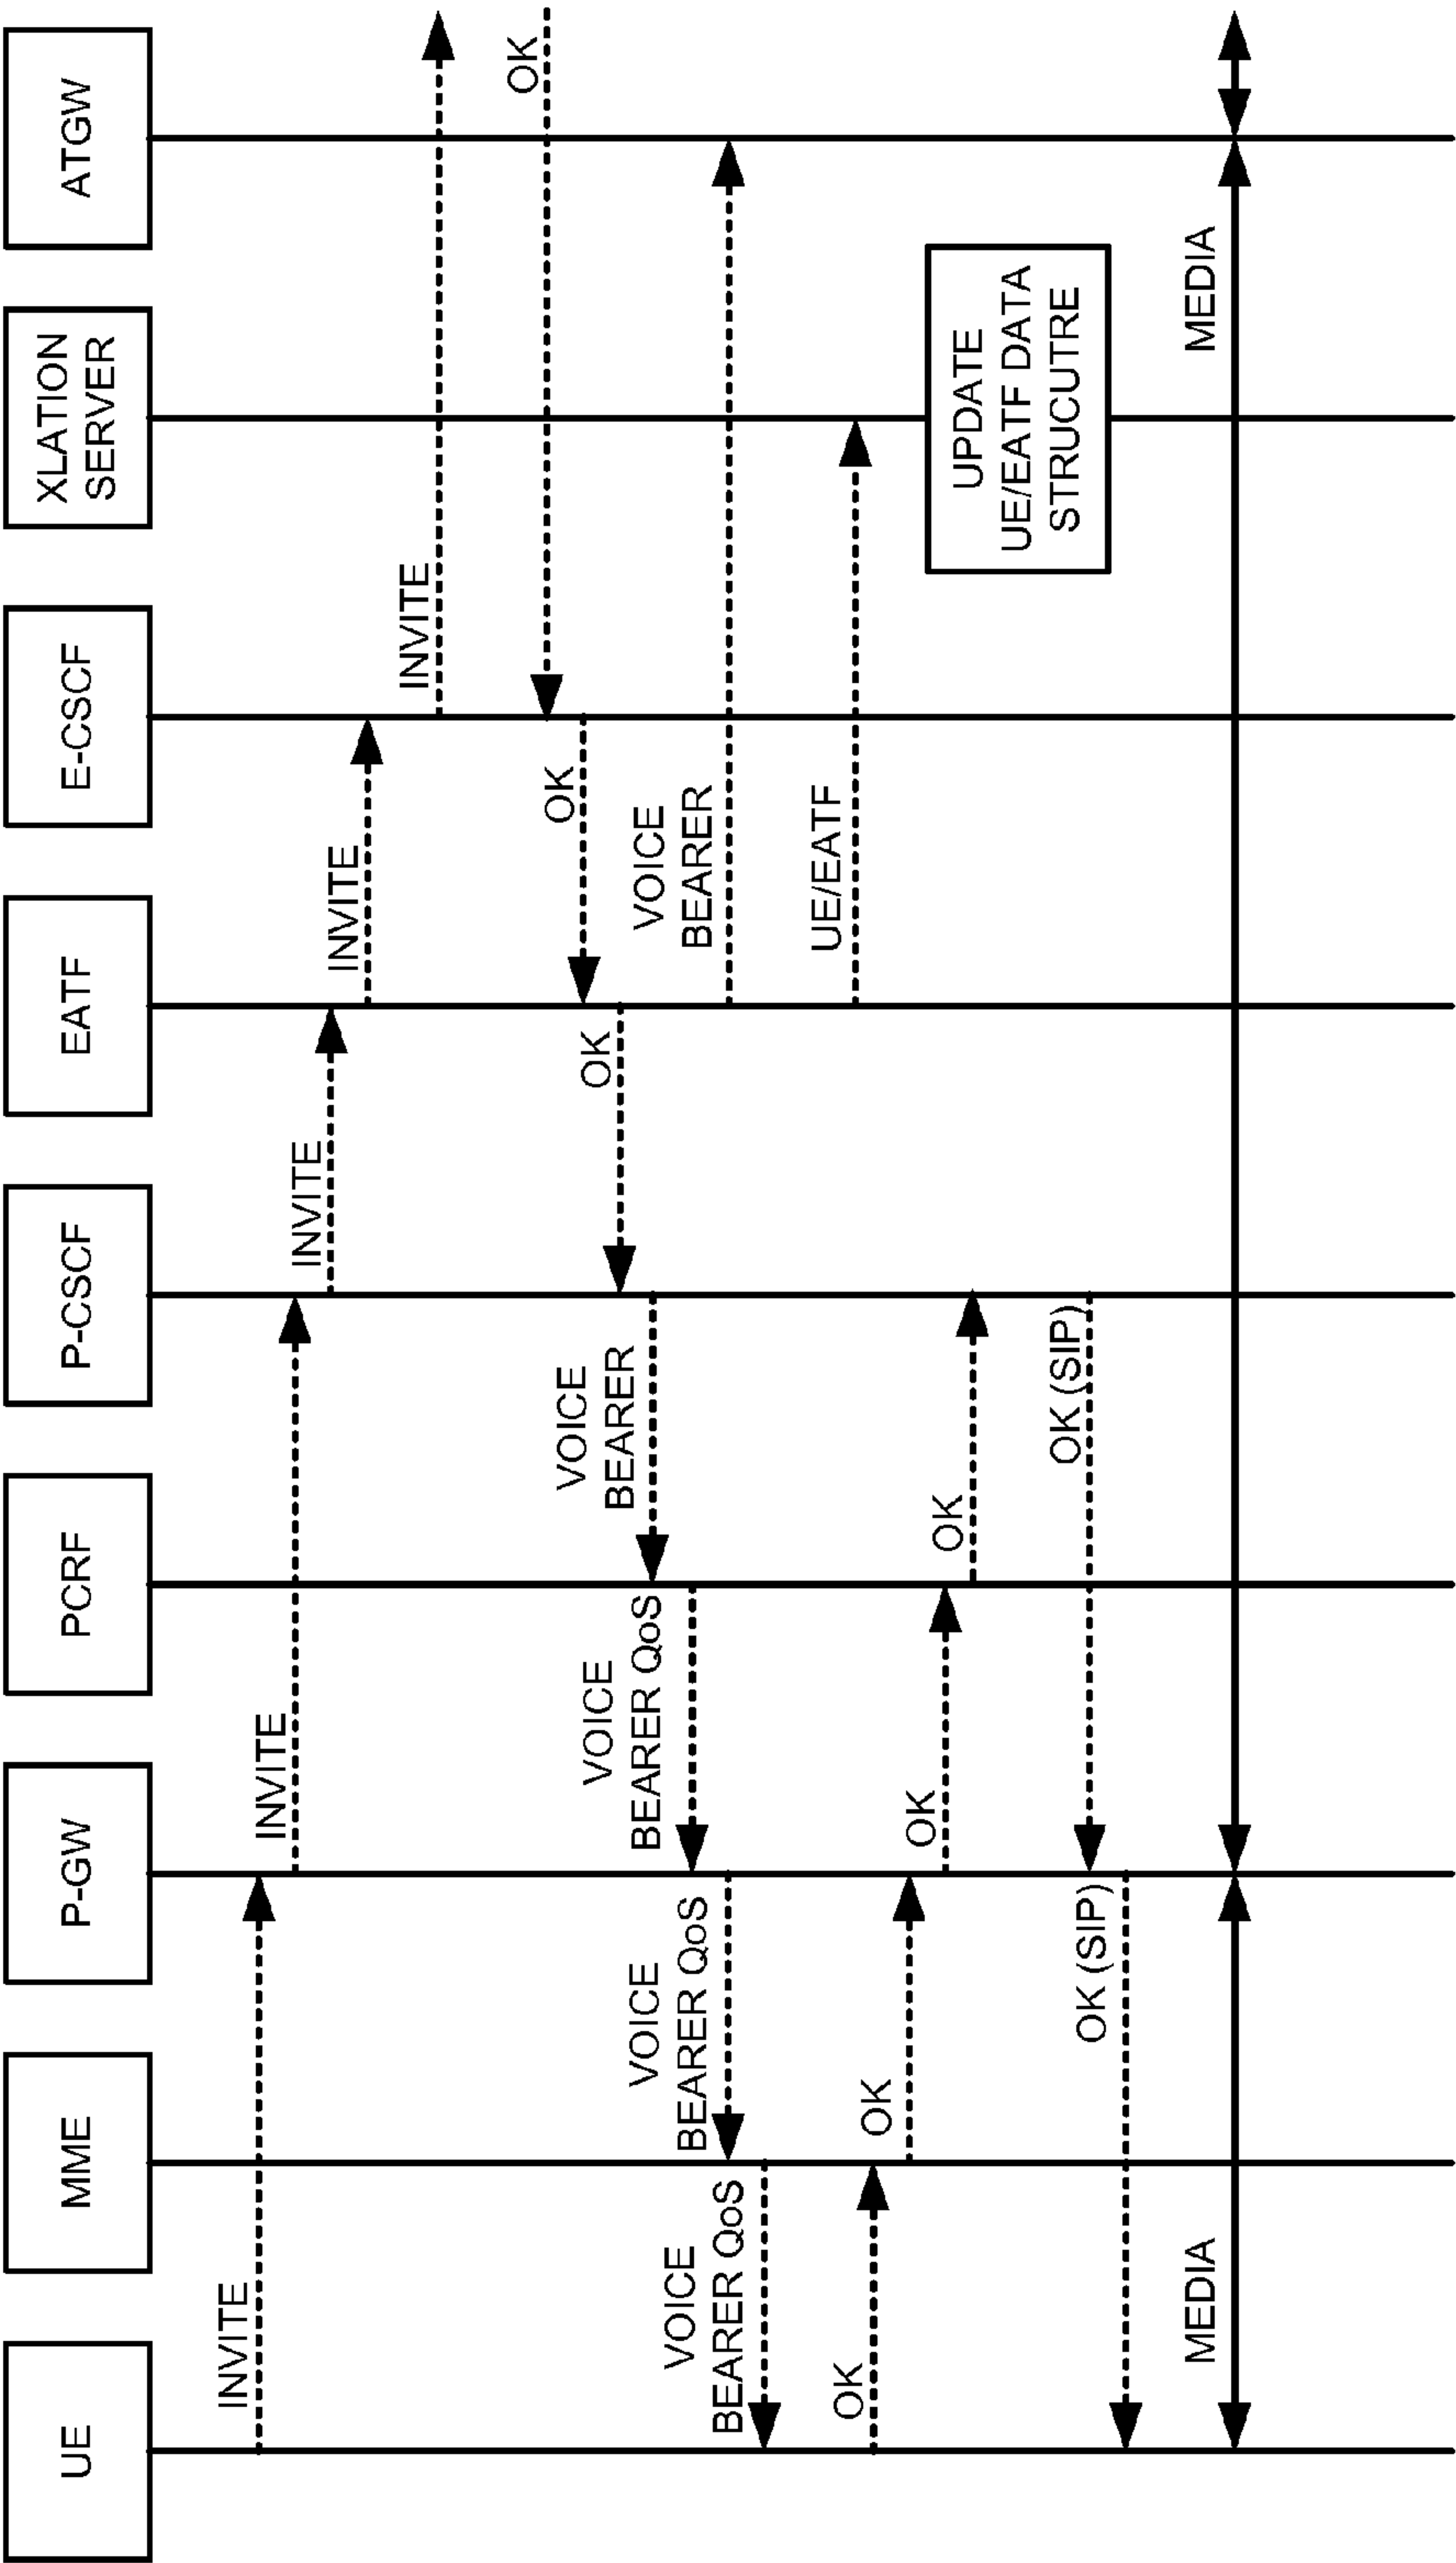 UE
MME
P-GW
PCRF
P-CSCF
EATF
E-CSCF
XLATION
SERVER
ATGW
INVITE
INVITE
INVITE
INVITE
INVITE
OK
OK
OK
VOICE
BEARER
VOICE
BEARER QoS
VOICE
BEARER QoS
VOICE
BEARER QoS
VOICE
BEARER
UE/EATF
OK
OK
OK
OK
UPDATE
UE/EATF DATA
STRUCUTRE
OK (SIP)
OK (SIP)
MEDIA
MEDIA